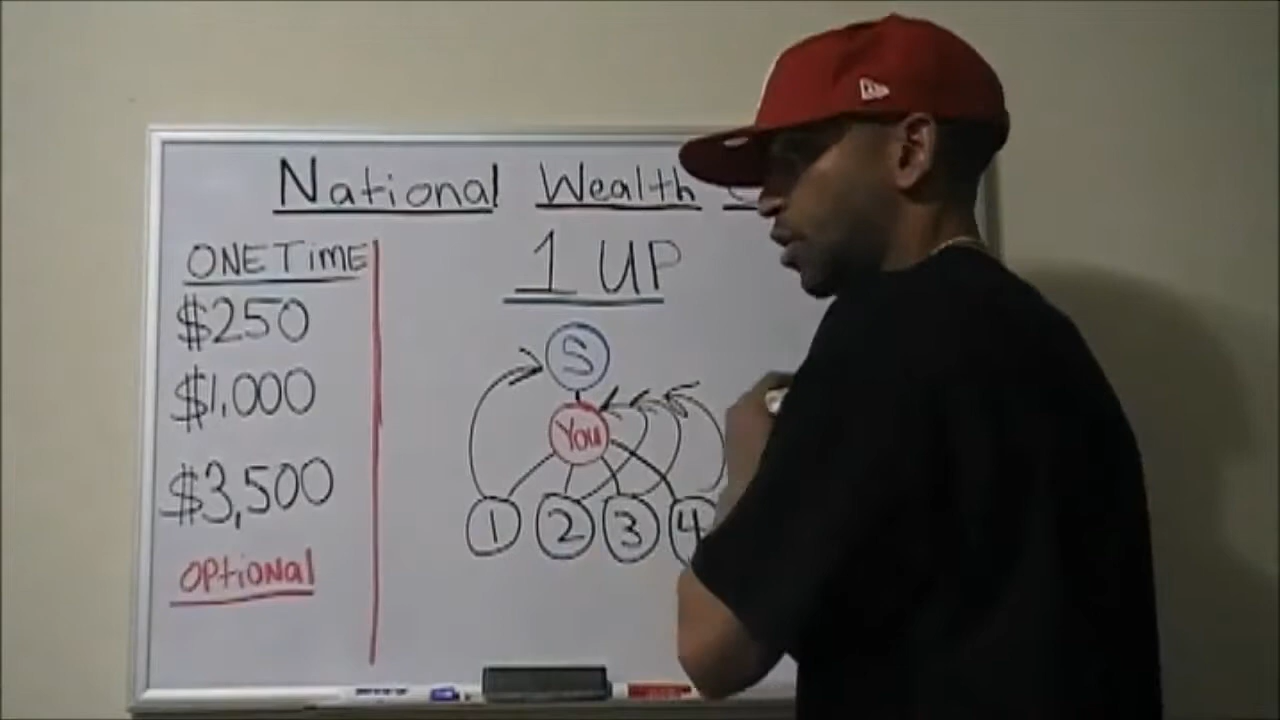 National Wealth
ONE TIME
1 UP
$250
$1,000
$3,500
OPTIONAL
S
You
1 2 3 4